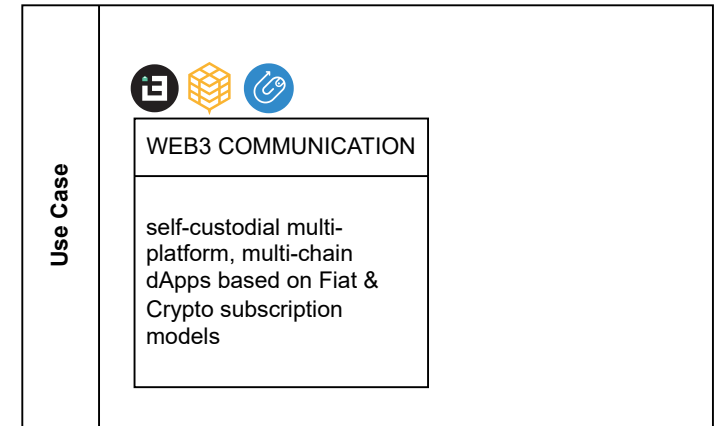 Use Case
WEB3 COMMUNICATION
self-custodial multi-
platform, multi-chain
dApps based on Fiat &
Crypto subscription
models